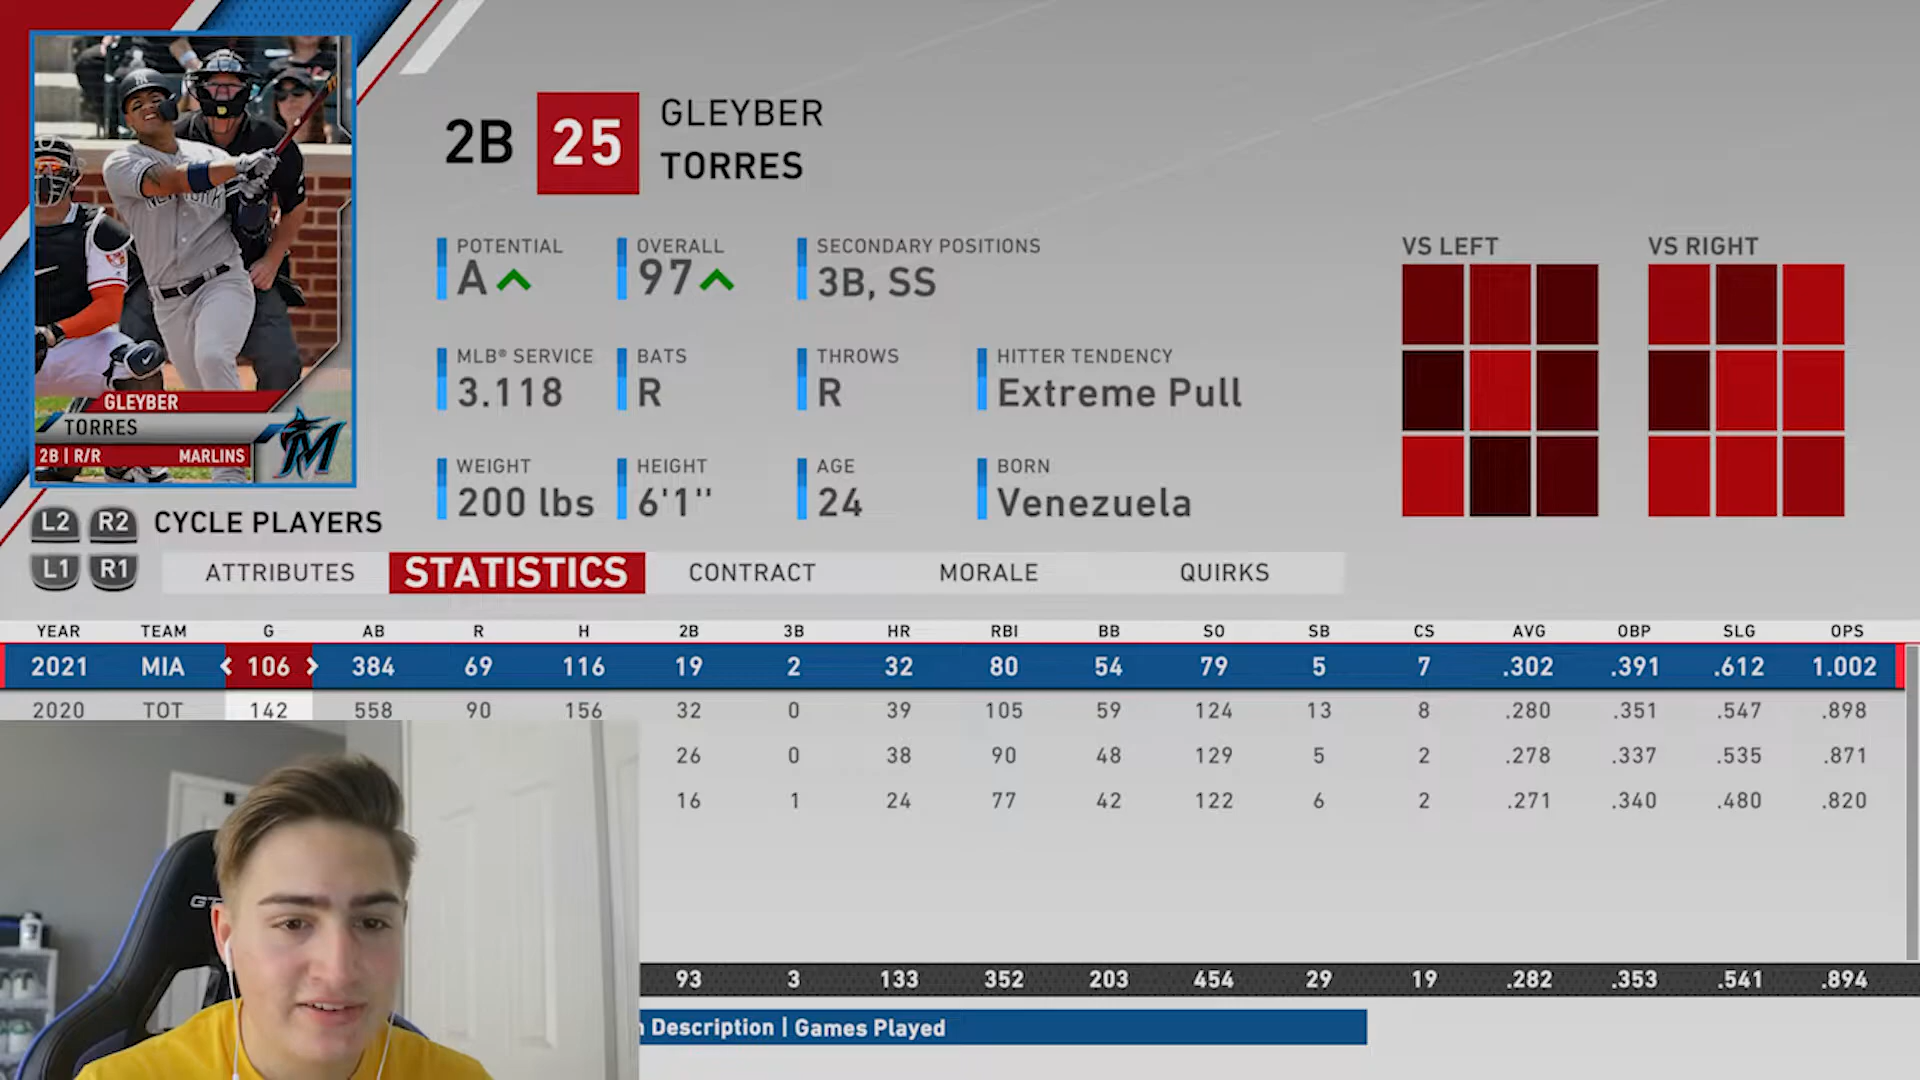 2B 25 GLEYBER
TORRES
POTENTIAL OVERALL SECONDARY POSITIONS
A 97 3B, SS
VS LEFT VS RIGHT
MLB® SERVICE BATS THROWS HITTER TENDENCY
3.118 R R Extreme Pull
WEIGHT HEIGHT AGE BORN
200 lbs 6'1" 24 Venezuela
NEW YORK
GLEYBER
TORRES
2B | R/R MARLINS
M
L2 R2 CYCLE PLAYERS
L1 R1
ATTRIBUTES STATISTICS CONTRACT MORALE QUIRKS
YEAR TEAM G AB R H 2B 3B HR RBI BB SO SB CS AVG OBP SLG OPS
2021 MIA < 106 > 384 69 116 19 2 32 80 54 79 5 7 .302 .391 .612 1.002
2020 TOT 142 558 90 156 32 0 39 105 59 124 13 8 .280 .351 .547 .898
26 0 38 90 48 129 5 2 .278 .337 .535 .871
16 1 24 77 42 122 6 2 .271 .340 .480 .820
93 3 133 352 203 454 29 19 .282 .353 .541 .894
Description | Games Played
GT